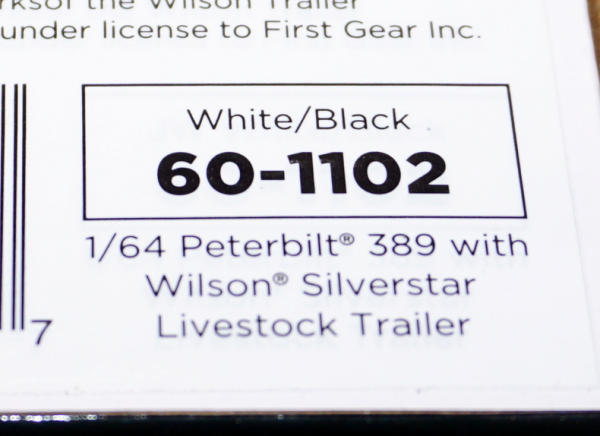 of the Wilson Trailer
under license to First Gear Inc.
White/Black
60-1102
1/64 Peterbilt® 389 with
Wilson® Silverstar
Livestock Trailer
7